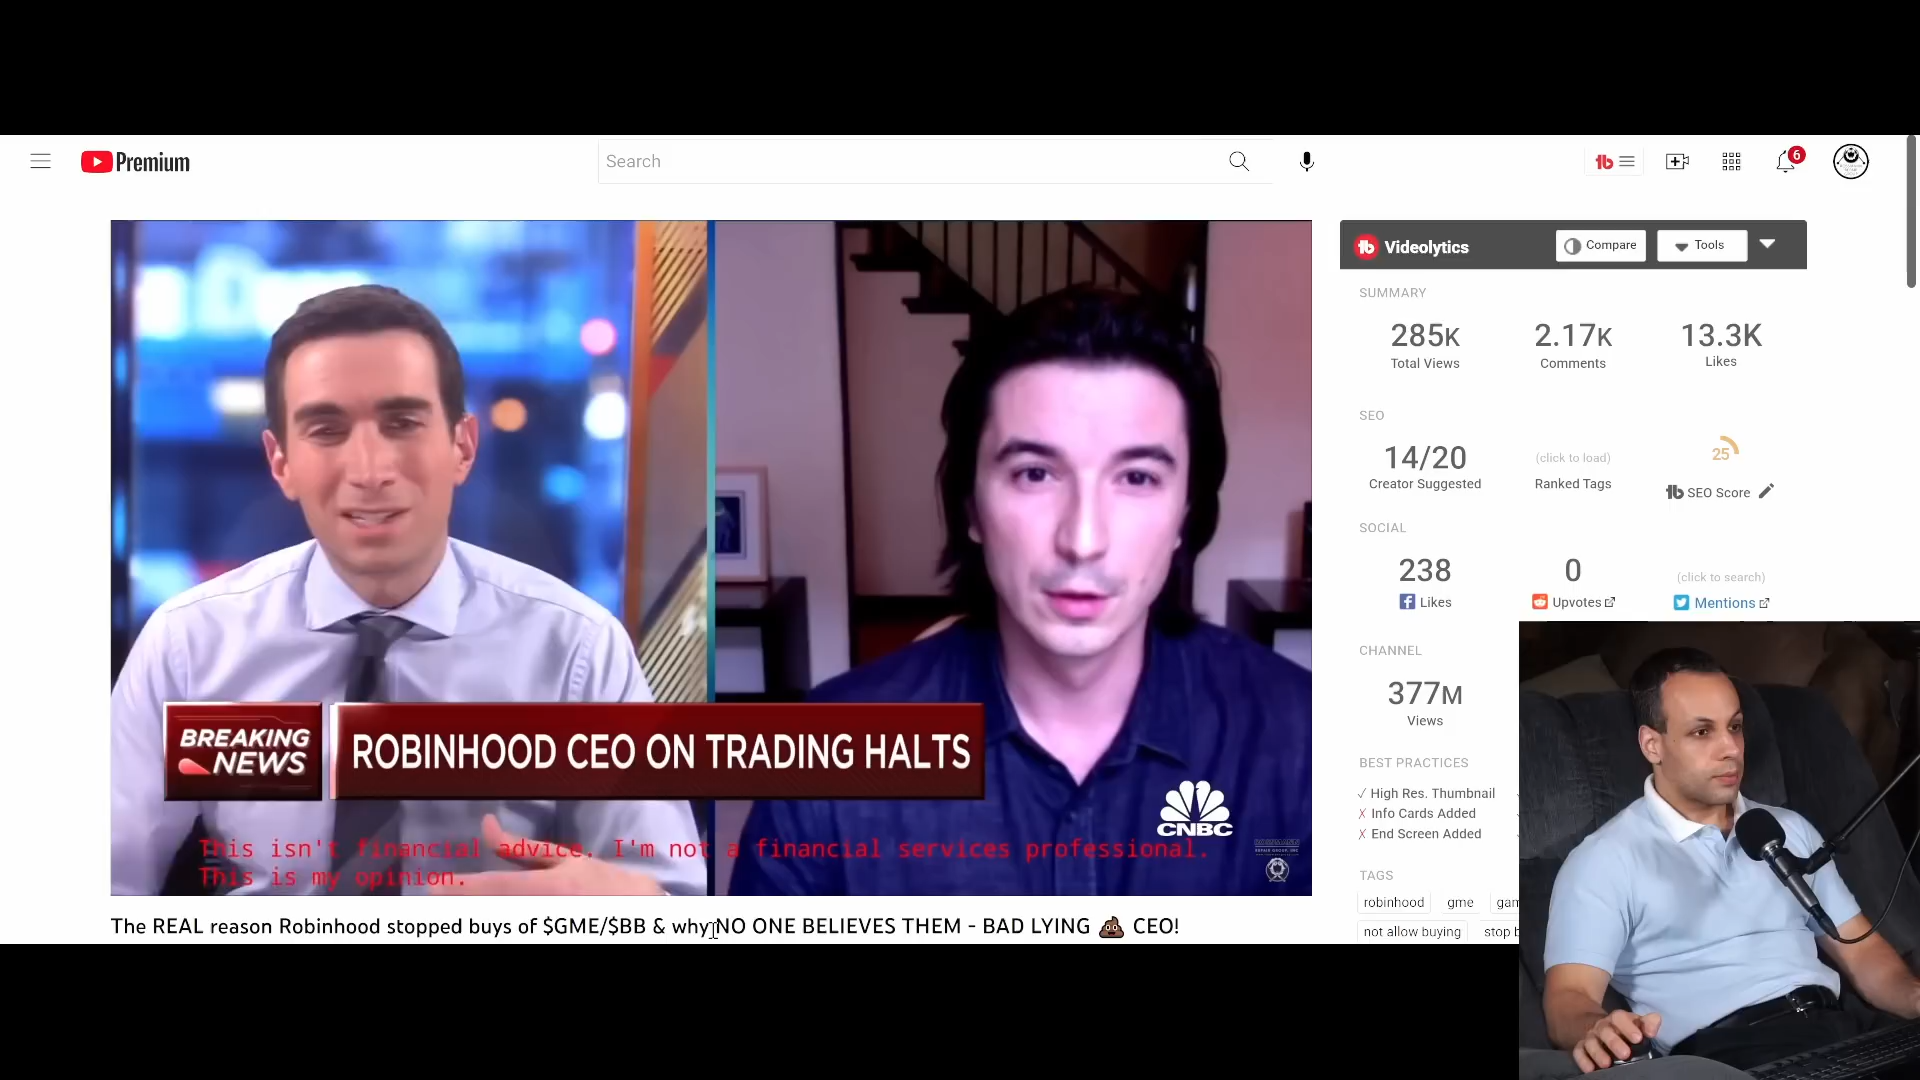 Premium
Search
6
BREAKING
NEWS
ROBINHOOD CEO ON TRADING HALTS
CNBC
This isn't financial advice. I'm not a financial services professional.
This is my opinion.
The REAL reason Robinhood stopped buys of $GME/$BB & why NO ONE BELIEVES THEM - BAD LYING 💩 CEO!
Videolytics
Compare
Tools
SUMMARY
285K
2.17K
13.3K
Total Views
Comments
Likes
SEO
14/20
(click to load)
25
Creator Suggested
Ranked Tags
SEO Score
SOCIAL
238
0
(click to search)
Likes
Upvotes
Mentions
CHANNEL
377M
Views
BEST PRACTICES
✓ High Res. Thumbnail
✗ Info Cards Added
✗ End Screen Added
TAGS
robinhood
gme
gam
not allow buying
stop b